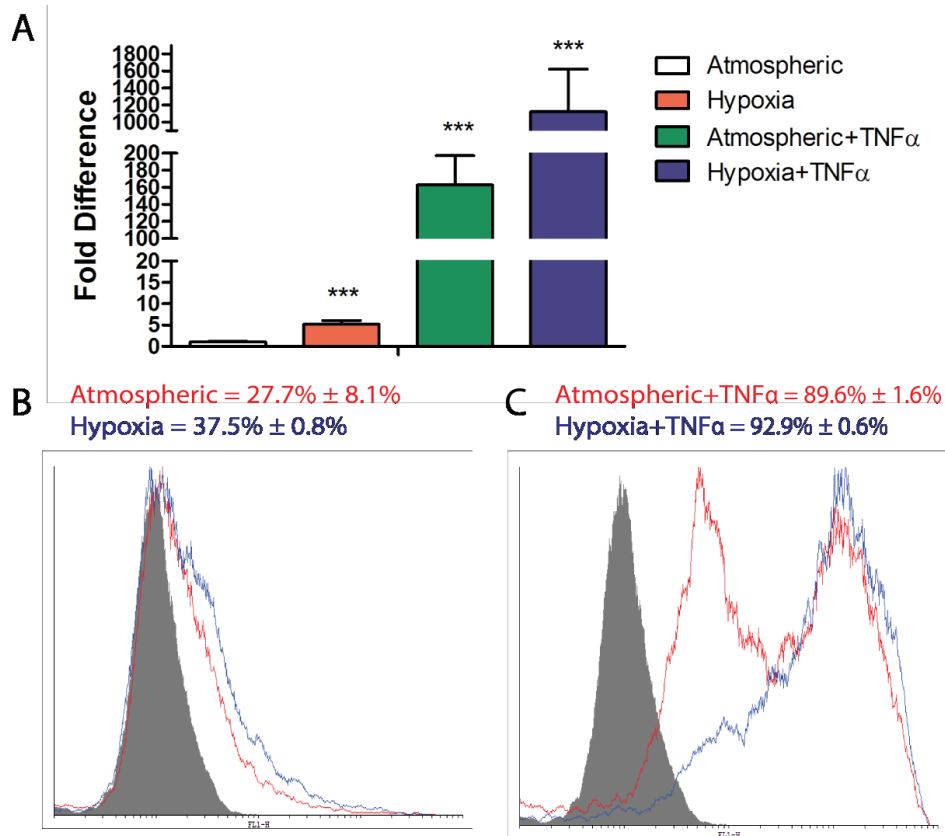 A
Fold Difference
1800
1600
1400
1200
1000
200
180
160
140
120
100
20
15
10
5
0
***
***
***
Atmospheric
Hypoxia
Atmospheric+TNFα
Hypoxia+TNFα
B
Atmospheric = 27.7% ± 8.1%
Hypoxia = 37.5% ± 0.8%
FL1-H
C
Atmospheric+TNFα = 89.6% ± 1.6%
Hypoxia+TNFα = 92.9% ± 0.6%
FL1-H